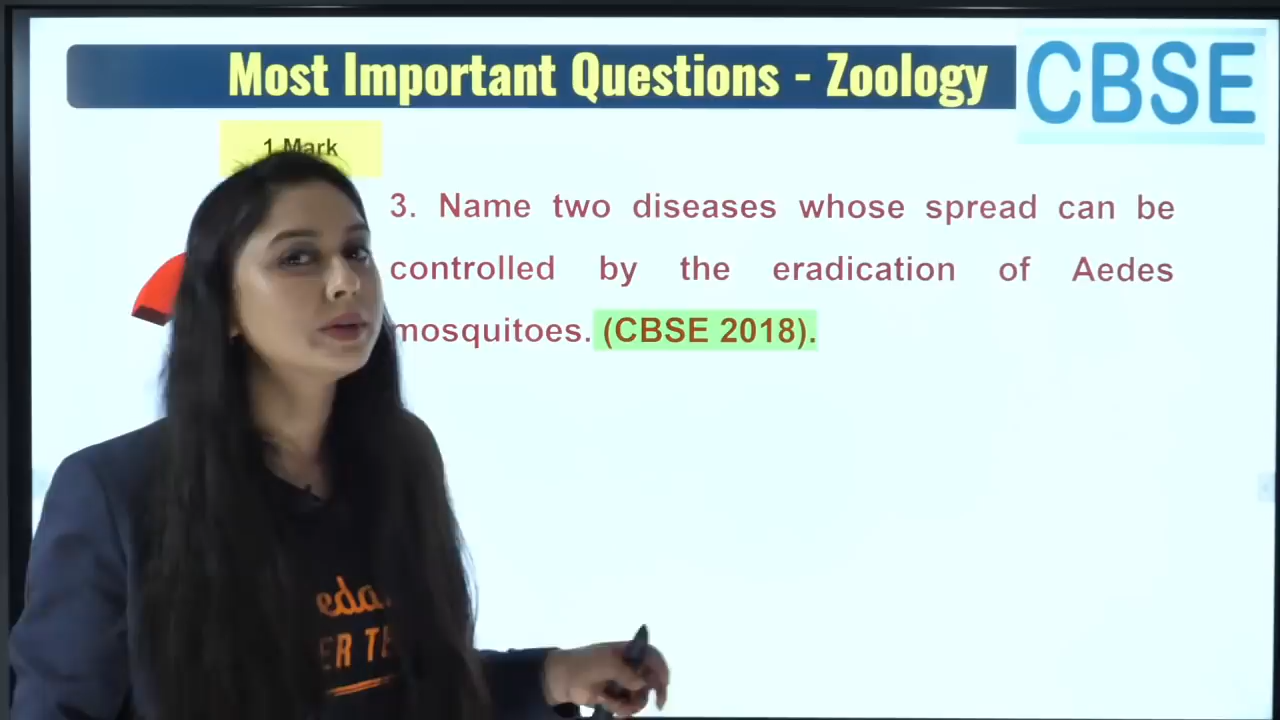 Most Important Questions - Zoology
CBSE
1 Mark
3. Name two diseases whose spread can be
controlled by the eradication of Aedes
mosquitoes. (CBSE 2018).